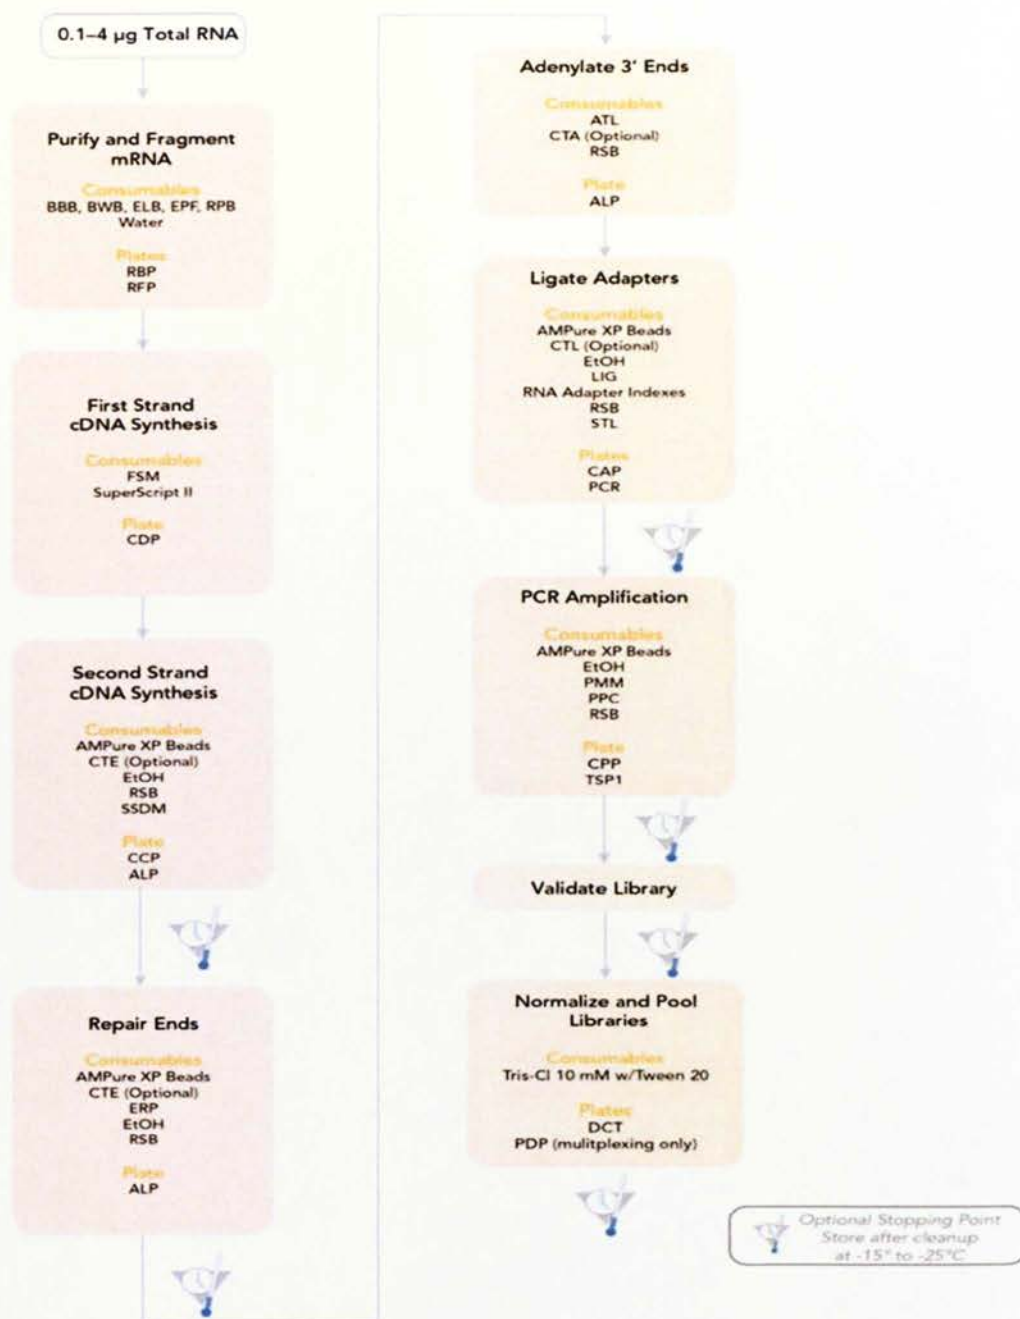 0.1–4 µg Total RNA
Purify and Fragment
mRNA
Consumables
BBB, BWB, ELB, EPF, RPB
Water
Plates
RBP
RFP
First Strand
cDNA Synthesis
Consumables
FSM
SuperScript II
Plate
CDP
Second Strand
cDNA Synthesis
Consumables
AMPure XP Beads
CTE (Optional)
EtOH
RSB
SSDM
Plate
CCP
ALP
Repair Ends
Consumables
AMPure XP Beads
CTE (Optional)
ERP
EtOH
RSB
Plate
ALP
Adenylate 3' Ends
Consumables
ATL
CTA (Optional)
RSB
Plate
ALP
Ligate Adapters
Consumables
AMPure XP Beads
CTL (Optional)
EtOH
LIG
RNA Adapter Indexes
RSB
STL
Plates
CAP
PCR
PCR Amplification
Consumables
AMPure XP Beads
EtOH
PMM
PPC
RSB
Plate
CPP
TSP1
Validate Library
Normalize and Pool
Libraries
Consumables
Tris-Cl 10 mM w/Tween 20
Plates
DCT
PDP (mulitplexing only)
Optional Stopping Point
Store after cleanup
at -15° to -25°C